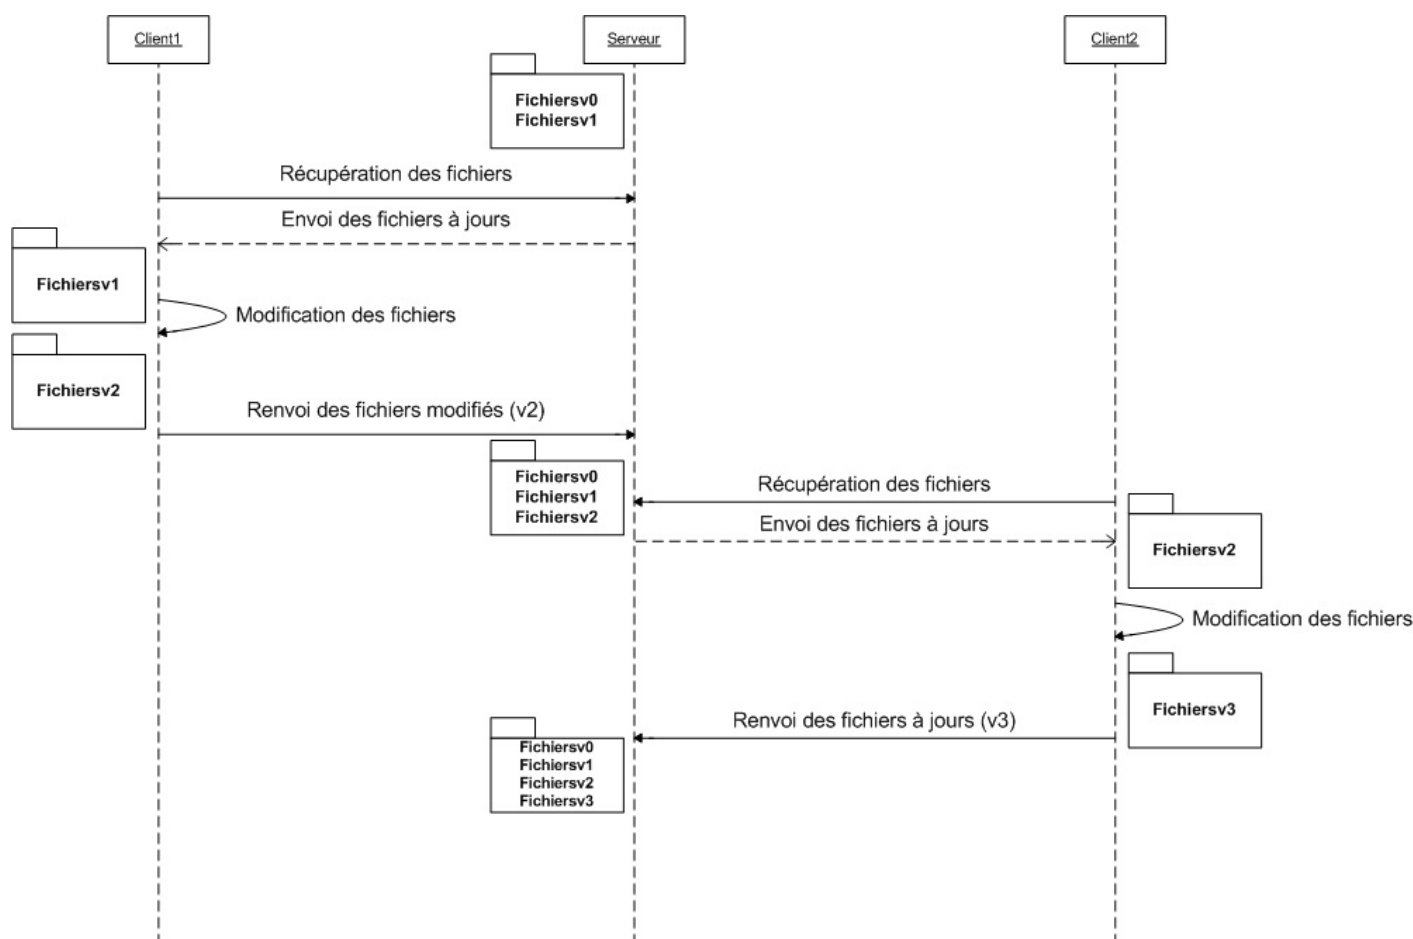 Client1
Serveur
Client2
Fichiersv0
Fichiersv1
Récupération des fichiers
Envoi des fichiers à jours
Fichiersv1
Modification des fichiers
Fichiersv2
Renvoi des fichiers modifiés (v2)
Fichiersv0
Fichiersv1
Fichiersv2
Récupération des fichiers
Envoi des fichiers à jours
Fichiersv2
Modification des fichiers
Fichiersv3
Renvoi des fichiers à jours (v3)
Fichiersv0
Fichiersv1
Fichiersv2
Fichiersv3